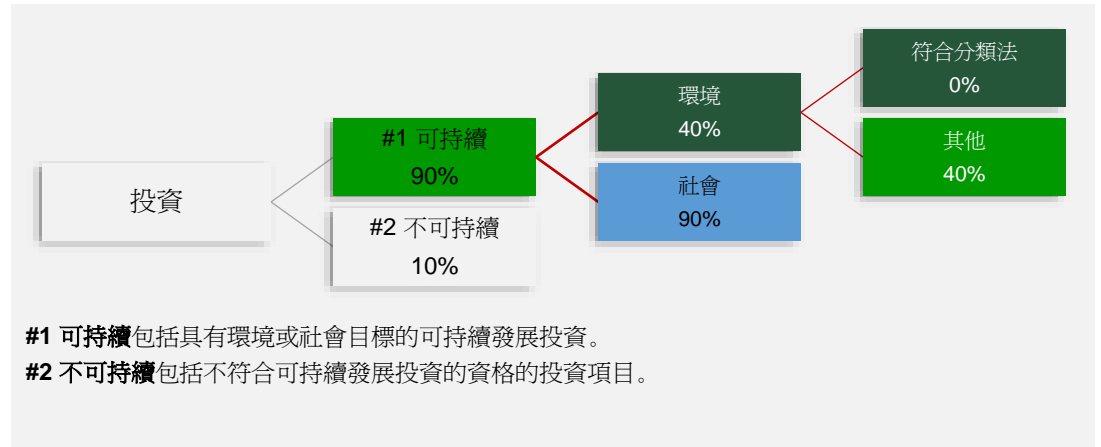 投資
#1 可持續
90%
#2 不可持續
10%
環境
40%
社會
90%
符合分類法
0%
其他
40%
#1 可持續包括具有環境或社會目標的可持續發展投資。
#2 不可持續包括不符合可持續發展投資的資格的投資項目。